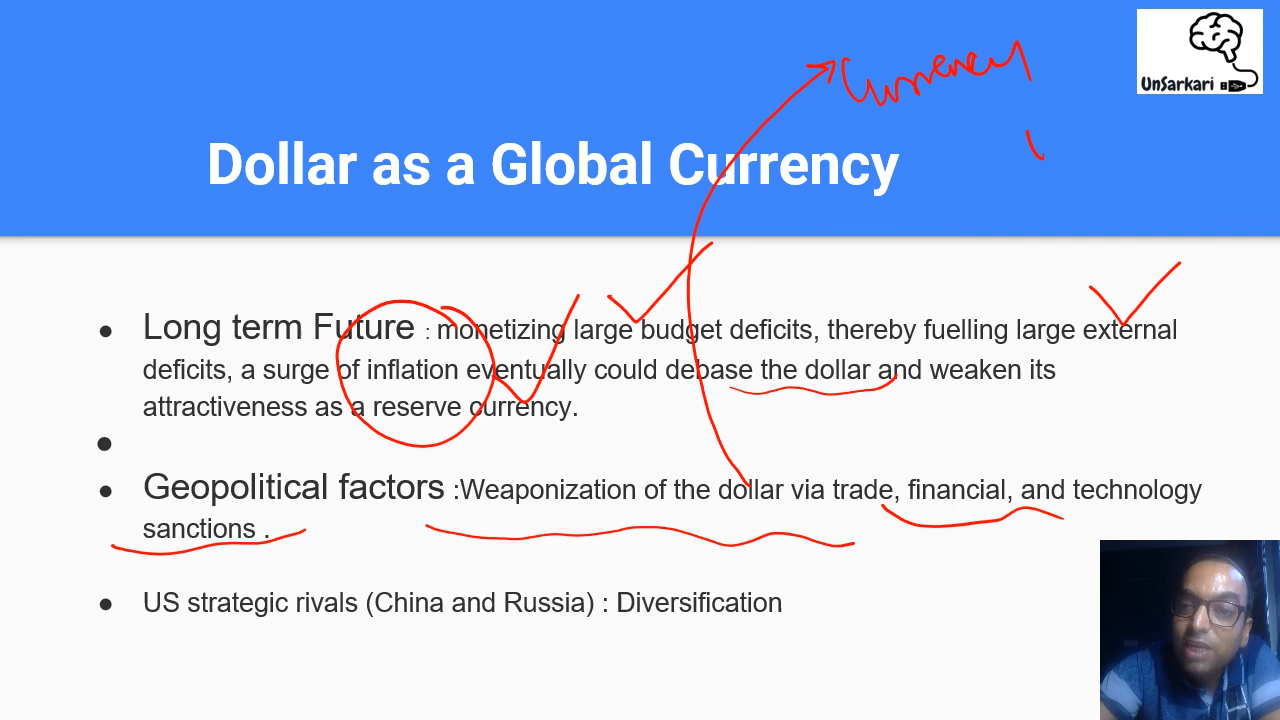 Currency
UnSarkari
Dollar as a Global Currency
● Long term Future : monetizing large budget deficits, thereby fuelling large external
deficits, a surge of inflation eventually could debase the dollar and weaken its
attractiveness as a reserve currency.
●
● Geopolitical factors :Weaponization of the dollar via trade, financial, and technology
sanctions .
● US strategic rivals (China and Russia) : Diversification